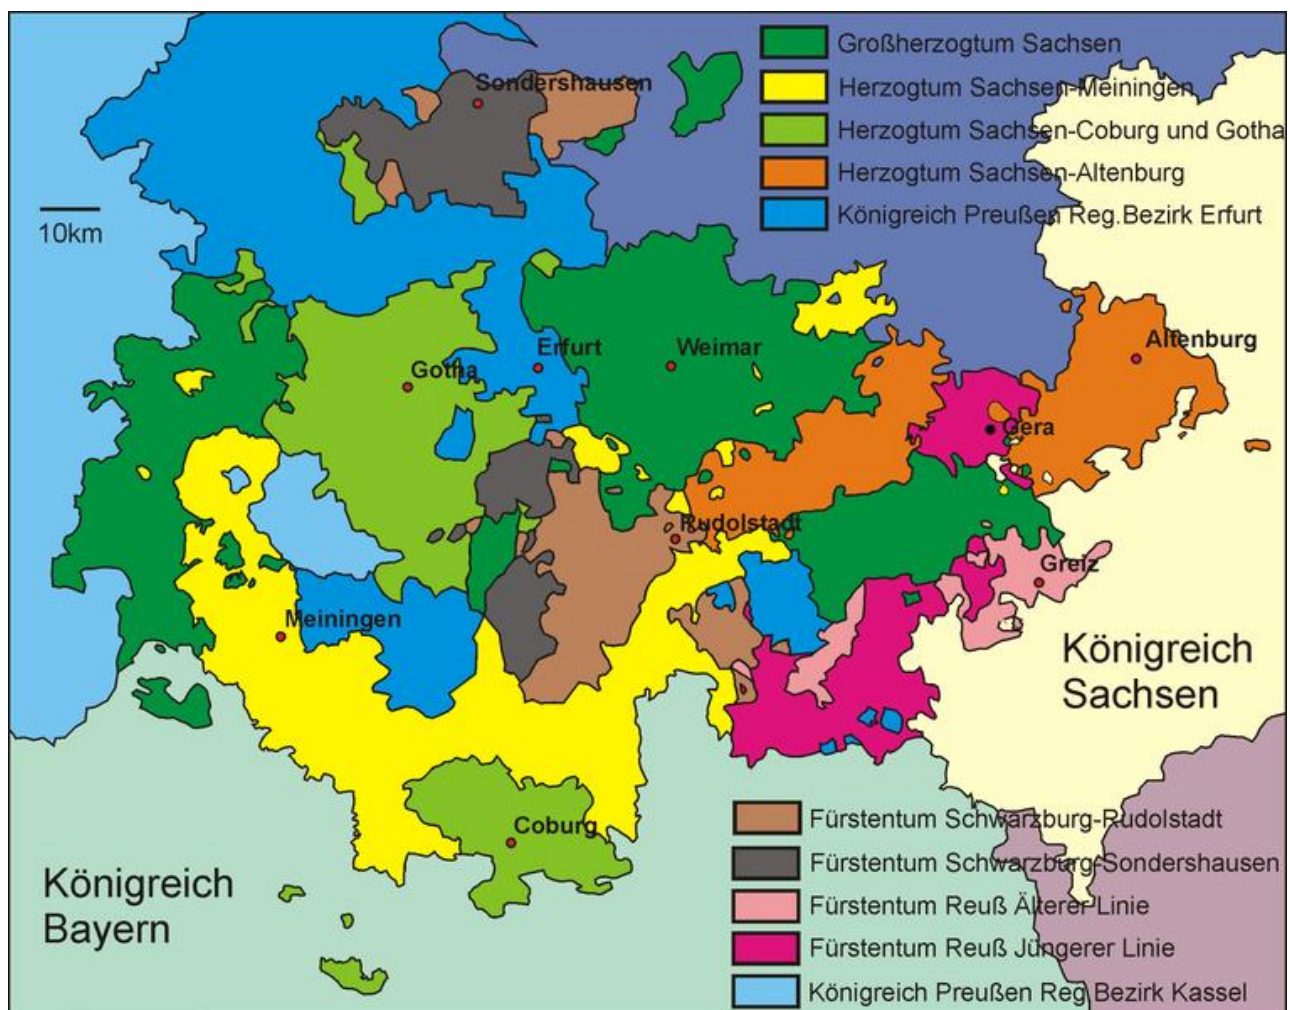 Großherzogtum Sachsen
Herzogtum Sachsen-Meiningen
Herzogtum Sachsen-Coburg und Gotha
Herzogtum Sachsen-Altenburg
Königreich Preußen Reg.Bezirk Erfurt
Sondershausen
10km
Erfurt
Weimar
Altenburg
Gotha
Gera
Rudolstadt
Greiz
Meiningen
Königreich
Sachsen
Coburg
Königreich
Bayern
Fürstentum Schwarzburg-Rudolstadt
Fürstentum Schwarzburg-Sondershausen
Fürstentum Reuß Älterer Linie
Fürstentum Reuß Jüngerer Linie
Königreich Preußen Reg.Bezirk Kassel